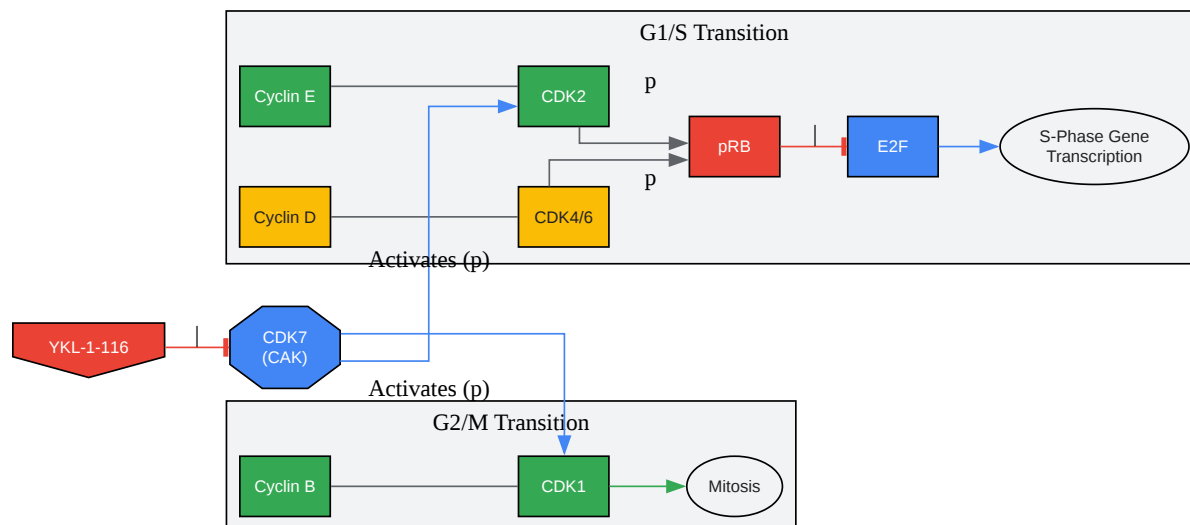 G1/S Transition
Cyclin E
CDK2
p
pRB
E2F
S-Phase Gene
Transcription
p
Cyclin D
CDK4/6
Activates (p)
YKL-1-116
CDK7
(CAK)
Activates (p)
G2/M Transition
Cyclin B
CDK1
Mitosis